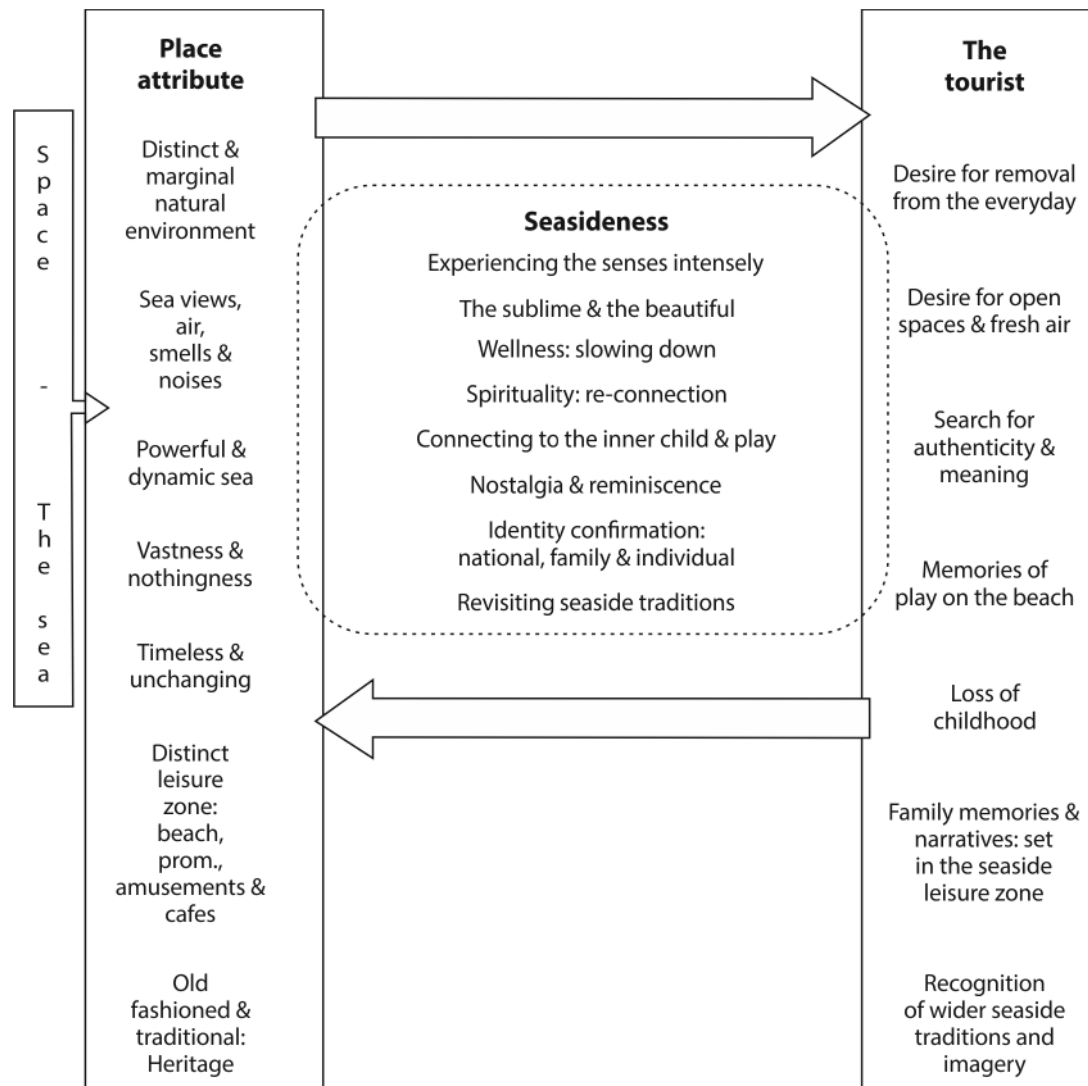 Space - The sea
Place
attribute
Distinct &
marginal
natural
environment
Sea views,
air,
smells &
noises
Powerful &
dynamic sea
Vastness &
nothingness
Timeless &
unchanging
Distinct
leisure
zone:
beach,
prom.,
amusements &
cafes
Old
fashioned &
traditional:
Heritage
Seasideness
Experiencing the senses intensely
The sublime & the beautiful
Wellness: slowing down
Spirituality: re-connection
Connecting to the inner child & play
Nostalgia & reminiscence
Identity confirmation:
national, family & individual
Revisiting seaside traditions
The
tourist
Desire for removal
from the everyday
Desire for open
spaces & fresh air
Search for
authenticity &
meaning
Memories of
play on the beach
Loss of
childhood
Family memories &
narratives: set
in the seaside
leisure zone
Recognition
of wider seaside
traditions and
imagery